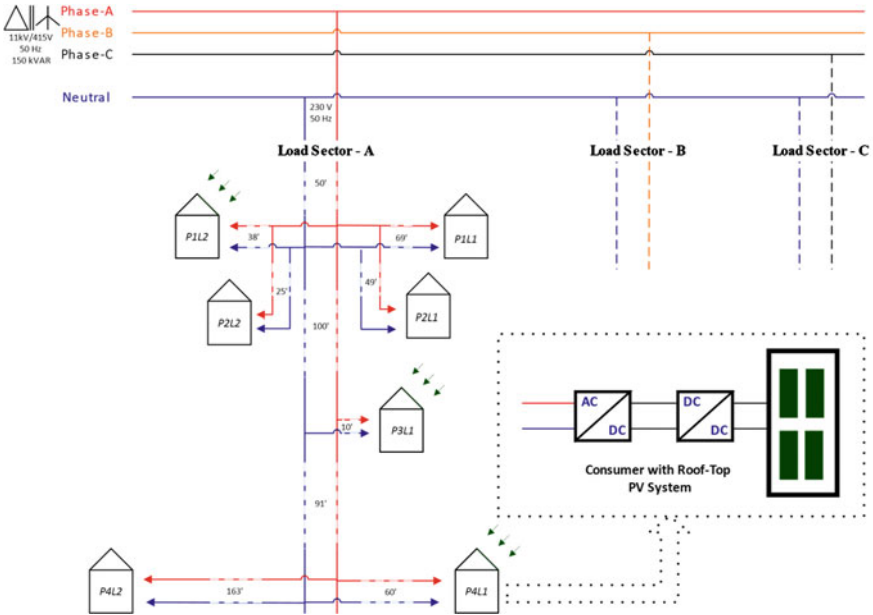 Phase-A
Phase-B
11kV/415V
50 Hz
150 kVAR
Phase-C
Neutral
230 V
50 Hz
Load Sector - A
Load Sector - B
Load Sector - C
50'
P1L2
38'
69'
P1L1
25'
49'
P2L2
P2L1
100'
P3L1
10'
AC
DC
DC
DC
Consumer with Roof-Top
PV System
91'
P4L2
163'
60'
P4L1